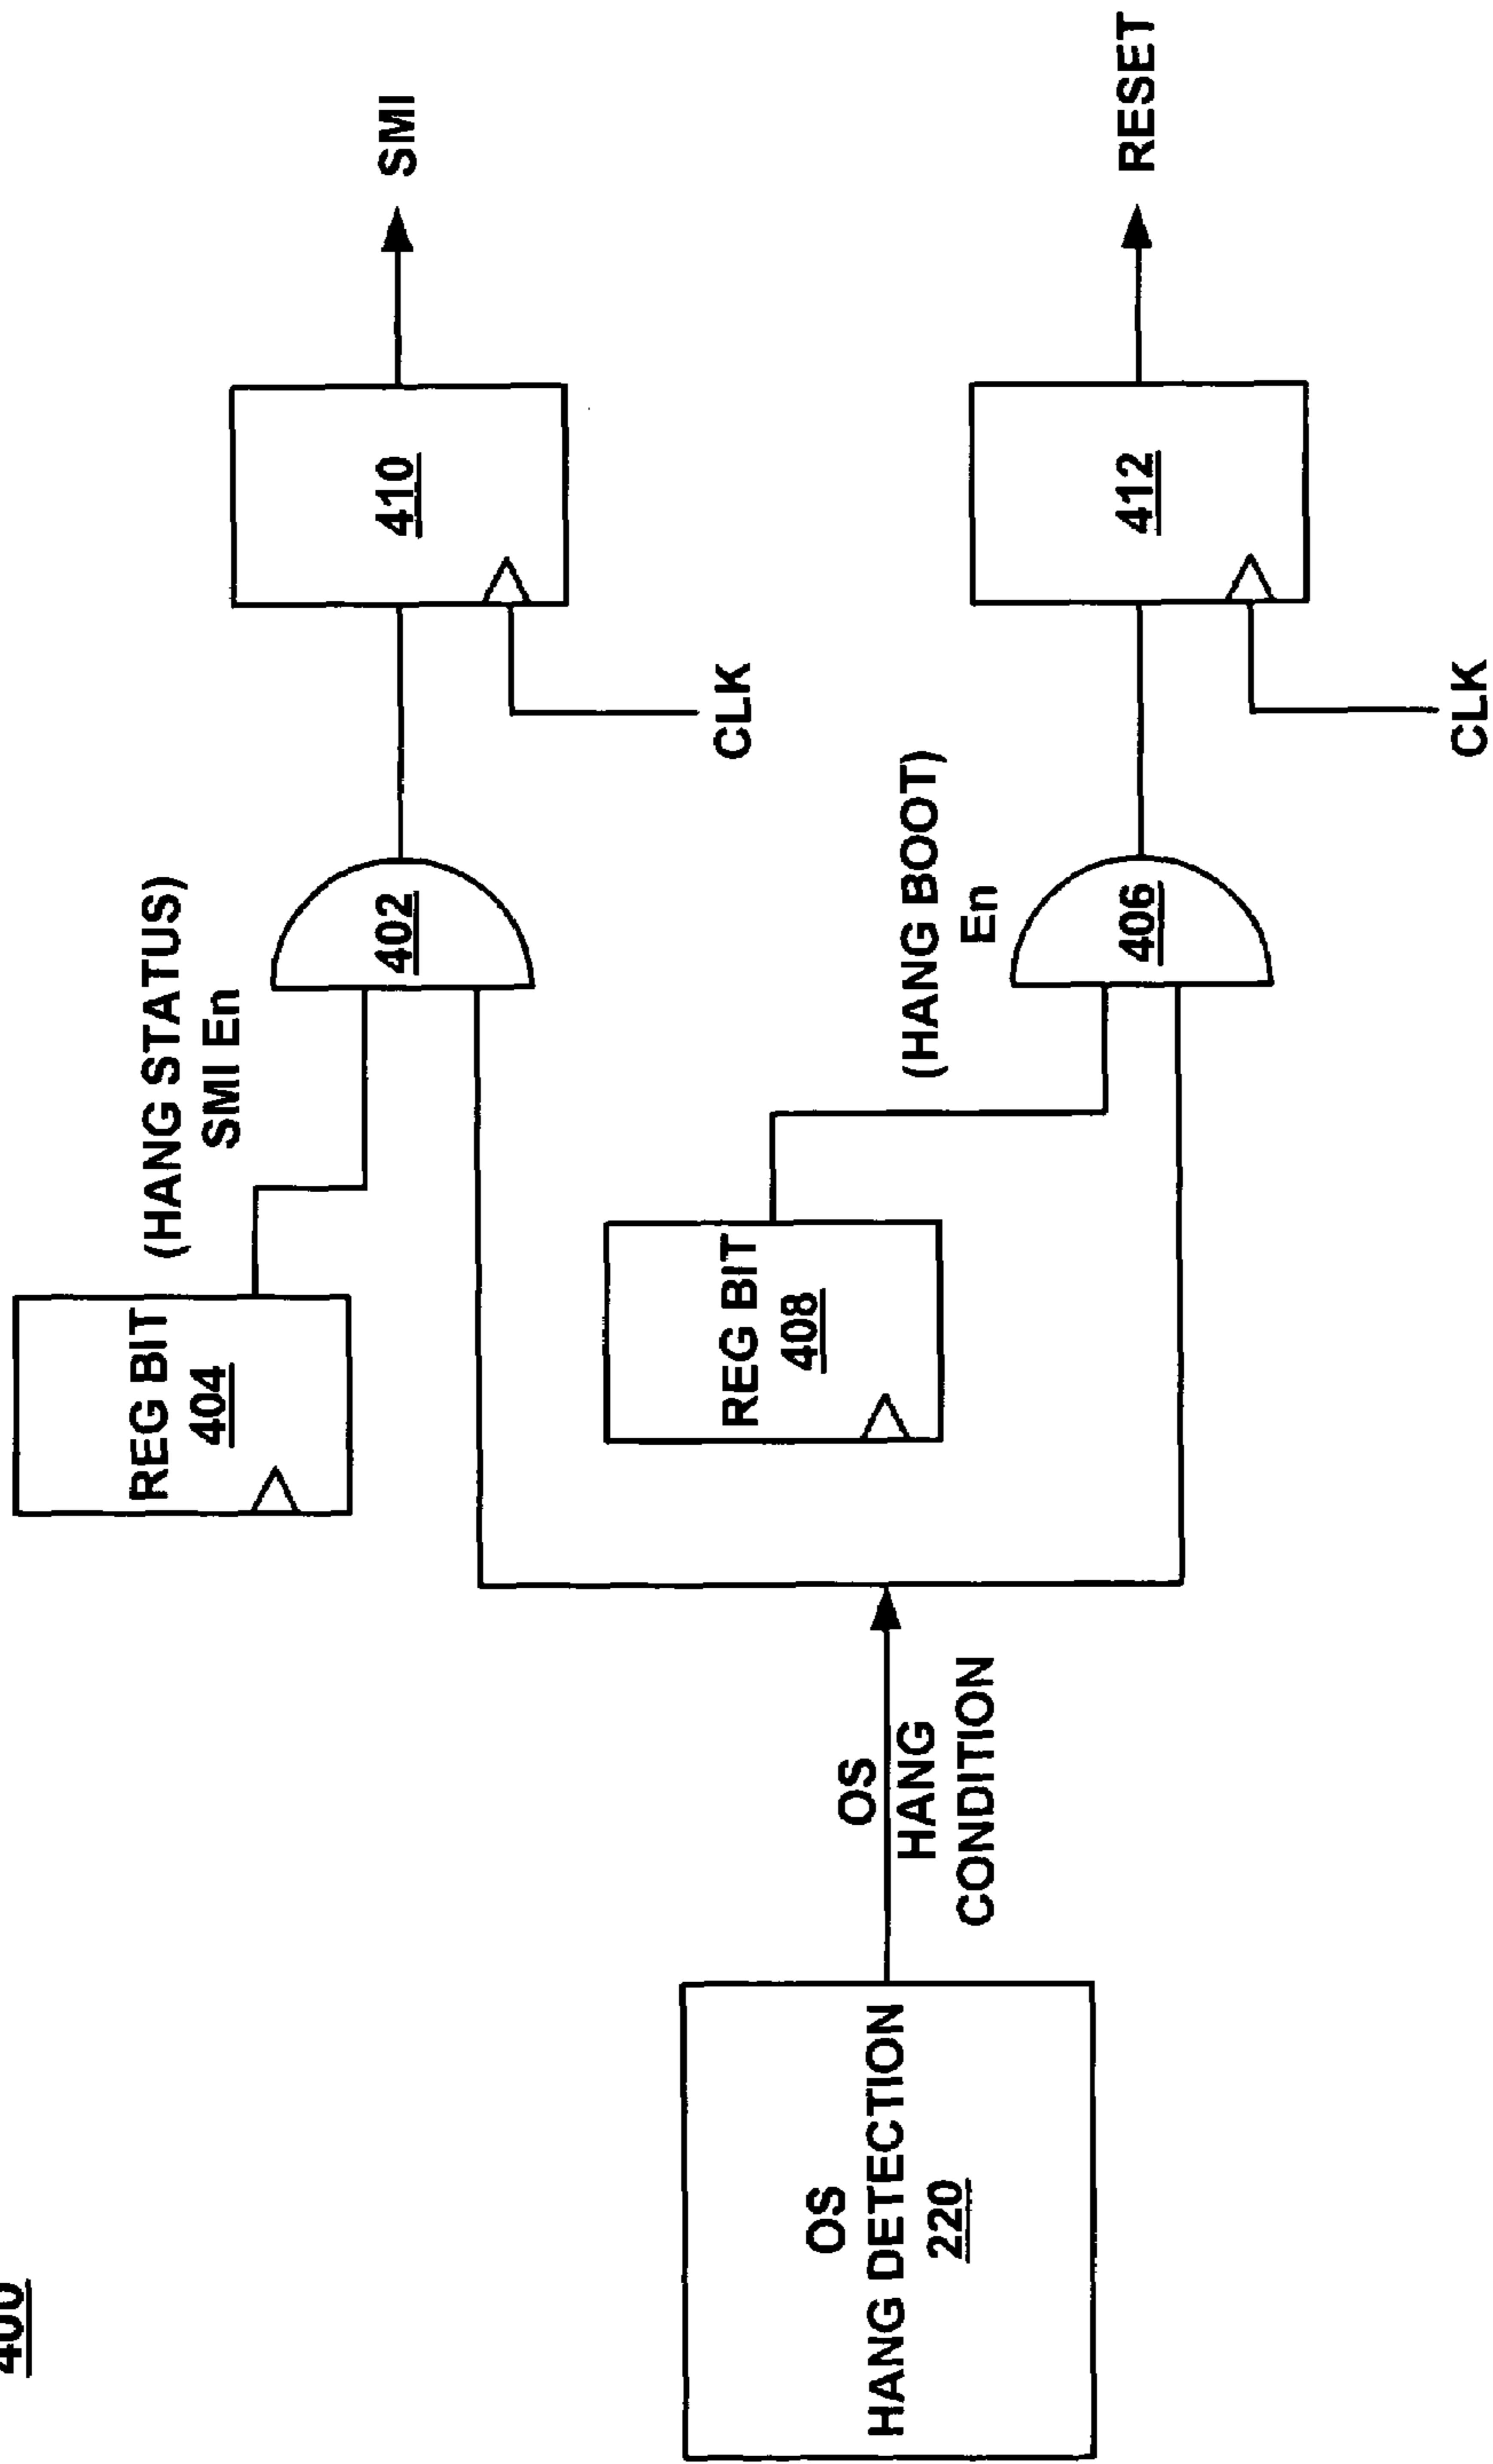 400
REG BIT
404
(HANG STATUS)
SMI En
402
410
SMI
CLK
OS
HANG DETECTION
220
OS
HANG
CONDITION
REG BIT
408
(HANG BOOT)
En
406
412
RESET
CLK